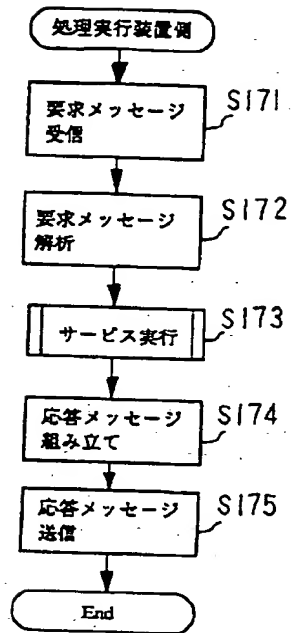 処理実行装置側
要求メッセージ
受信
S171
要求メッセージ
解析
S172
サービス実行
S173
応答メッセージ
組み立て
S174
応答メッセージ
送信
S175
End